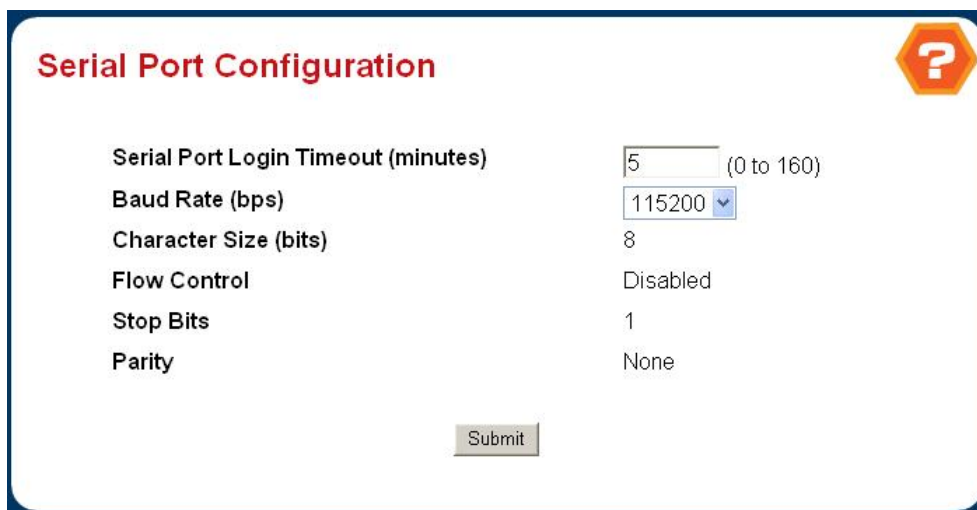 Serial Port Configuration
?
Serial Port Login Timeout (minutes) 5 (0 to 160)
Baud Rate (bps) 115200
Character Size (bits) 8
Flow Control Disabled
Stop Bits 1
Parity None
Submit